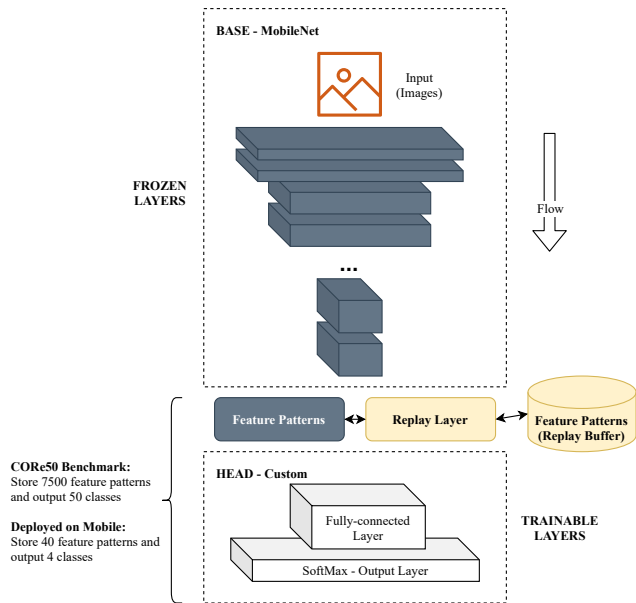 BASE - MobileNet
Input
(Images)
FROZEN
LAYERS
Flow
...
Feature Patterns
Replay Layer
Feature Patterns
(Replay Buffer)
CORe50 Benchmark:
Store 7500 feature patterns
and output 50 classes
Deployed on Mobile:
Store 40 feature patterns and
output 4 classes
HEAD - Custom
Fully-connected
Layer
SoftMax - Output Layer
TRAINABLE
LAYERS